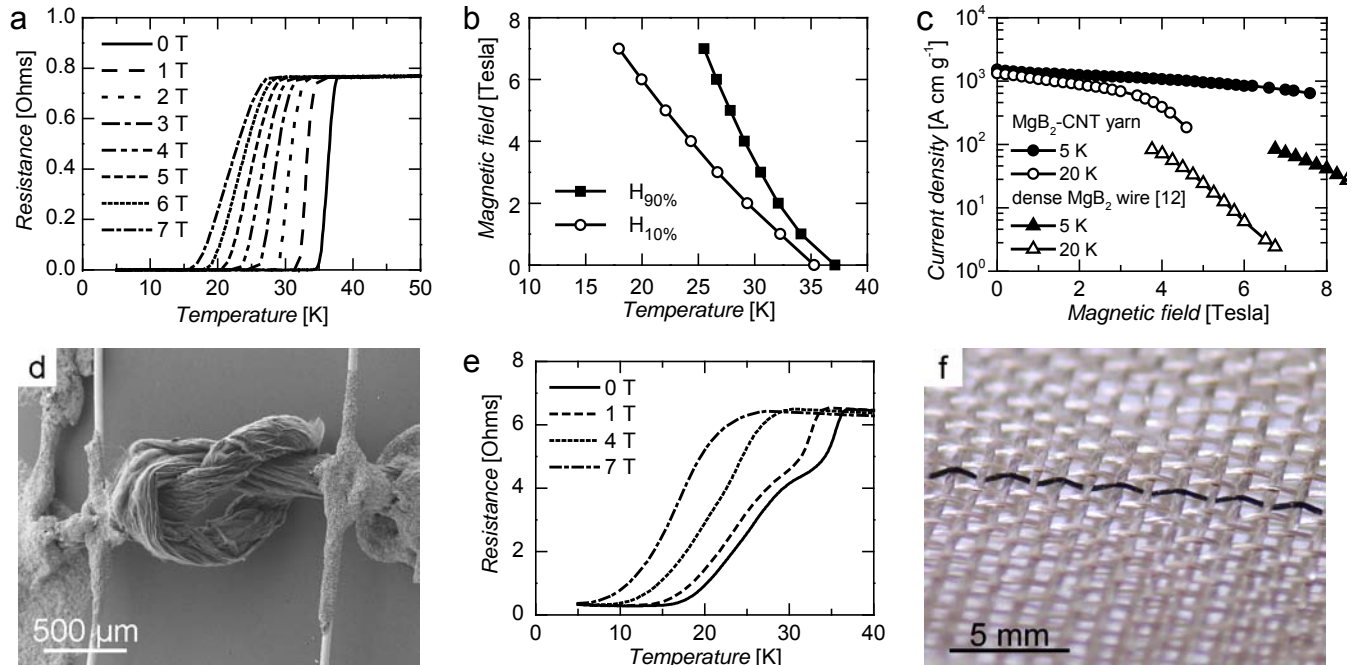 a
Resistance [Ohms]
1.0
0.8
0.6
0.4
0.2
0.0
0 T
1 T
2 T
3 T
4 T
5 T
6 T
7 T
0 10 20 30 40 50
Temperature [K]
b
Magnetic field [Tesla]
8
6
4
2
0
H90%
H10%
10 15 20 25 30 35 40
Temperature [K]
c
Current density [A cm g⁻¹]
10⁴
10³
10²
10¹
10⁰
MgB₂-CNT yarn
5 K
20 K
dense MgB₂ wire [12]
5 K
20 K
0 2 4 6 8
Magnetic field [Tesla]
d
500 µm
e
Resistance [Ohms]
8
6
4
2
0
0 T
1 T
4 T
7 T
0 10 20 30 40
Temperature [K]
f
5 mm